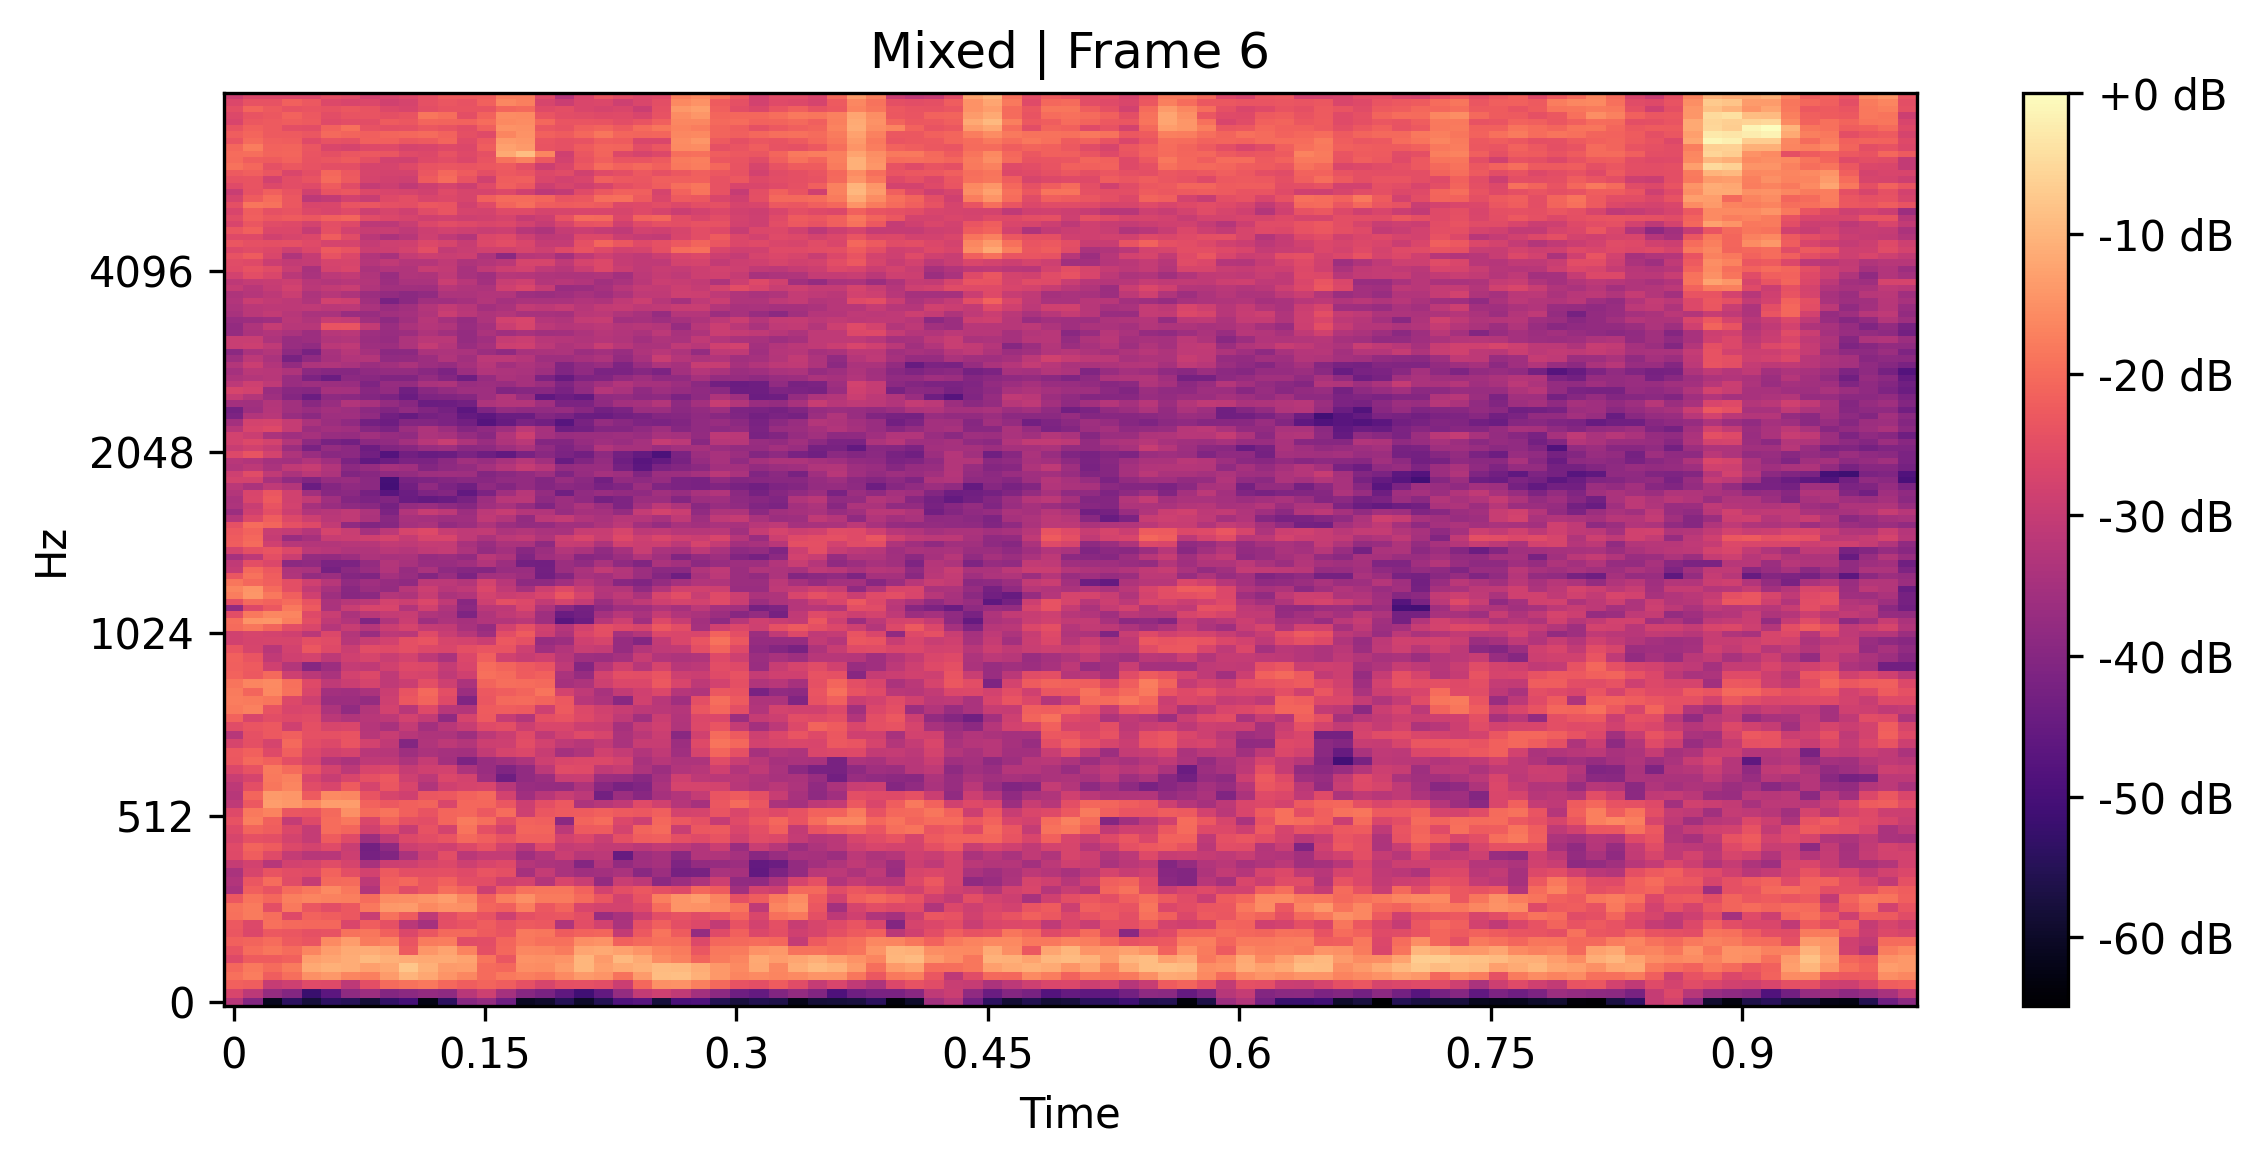 Mixed | Frame 6
+0 dB
-10 dB
-20 dB
-30 dB
-40 dB
-50 dB
-60 dB
4096
2048
1024
512
0
Hz
0 0.15 0.3 0.45 0.6 0.75 0.9
Time